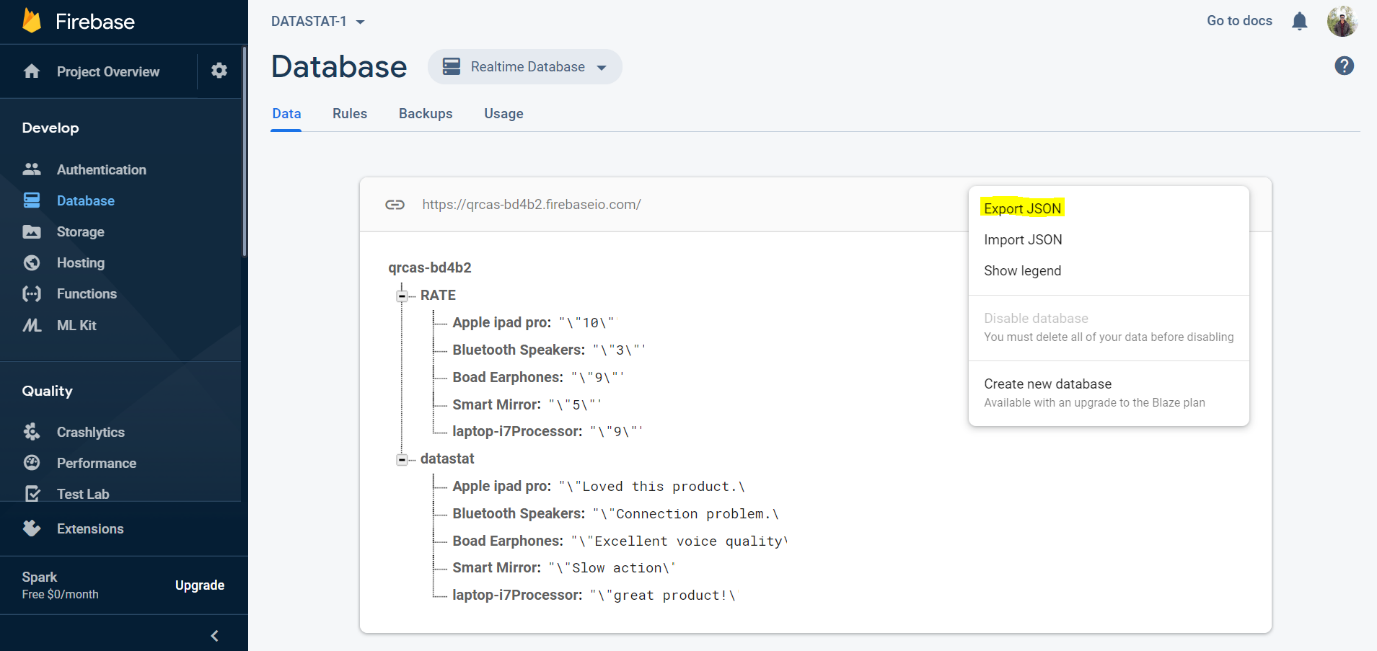 Firebase
Project Overview
Develop
Authentication
Database
Storage
Hosting
Functions
ML Kit
Quality
Crashlytics
Performance
Test Lab
Extensions
Spark
Free $0/month
Upgrade
DATASTAT-1
Go to docs
Database
Realtime Database
?
Data Rules Backups Usage
https://qrcas-bd4b2.firebaseio.com/
Export JSON
Import JSON
Show legend
Disable database
You must delete all of your data before disabling
Create new database
Available with an upgrade to the Blaze plan
qrcas-bd4b2
RATE
Apple ipad pro: "\"10\"'
Bluetooth Speakers: "\"3\"'
Boad Earphones: "\"9\"'
Smart Mirror: "\"5\"'
laptop-i7Processor: "\"9\"'
datastat
Apple ipad pro: "\"Loved this product.\
Bluetooth Speakers: "\"Connection problem.\
Boad Earphones: "\"Excellent voice quality\
Smart Mirror: "\"Slow action\'
laptop-i7Processor: "\"great product!\